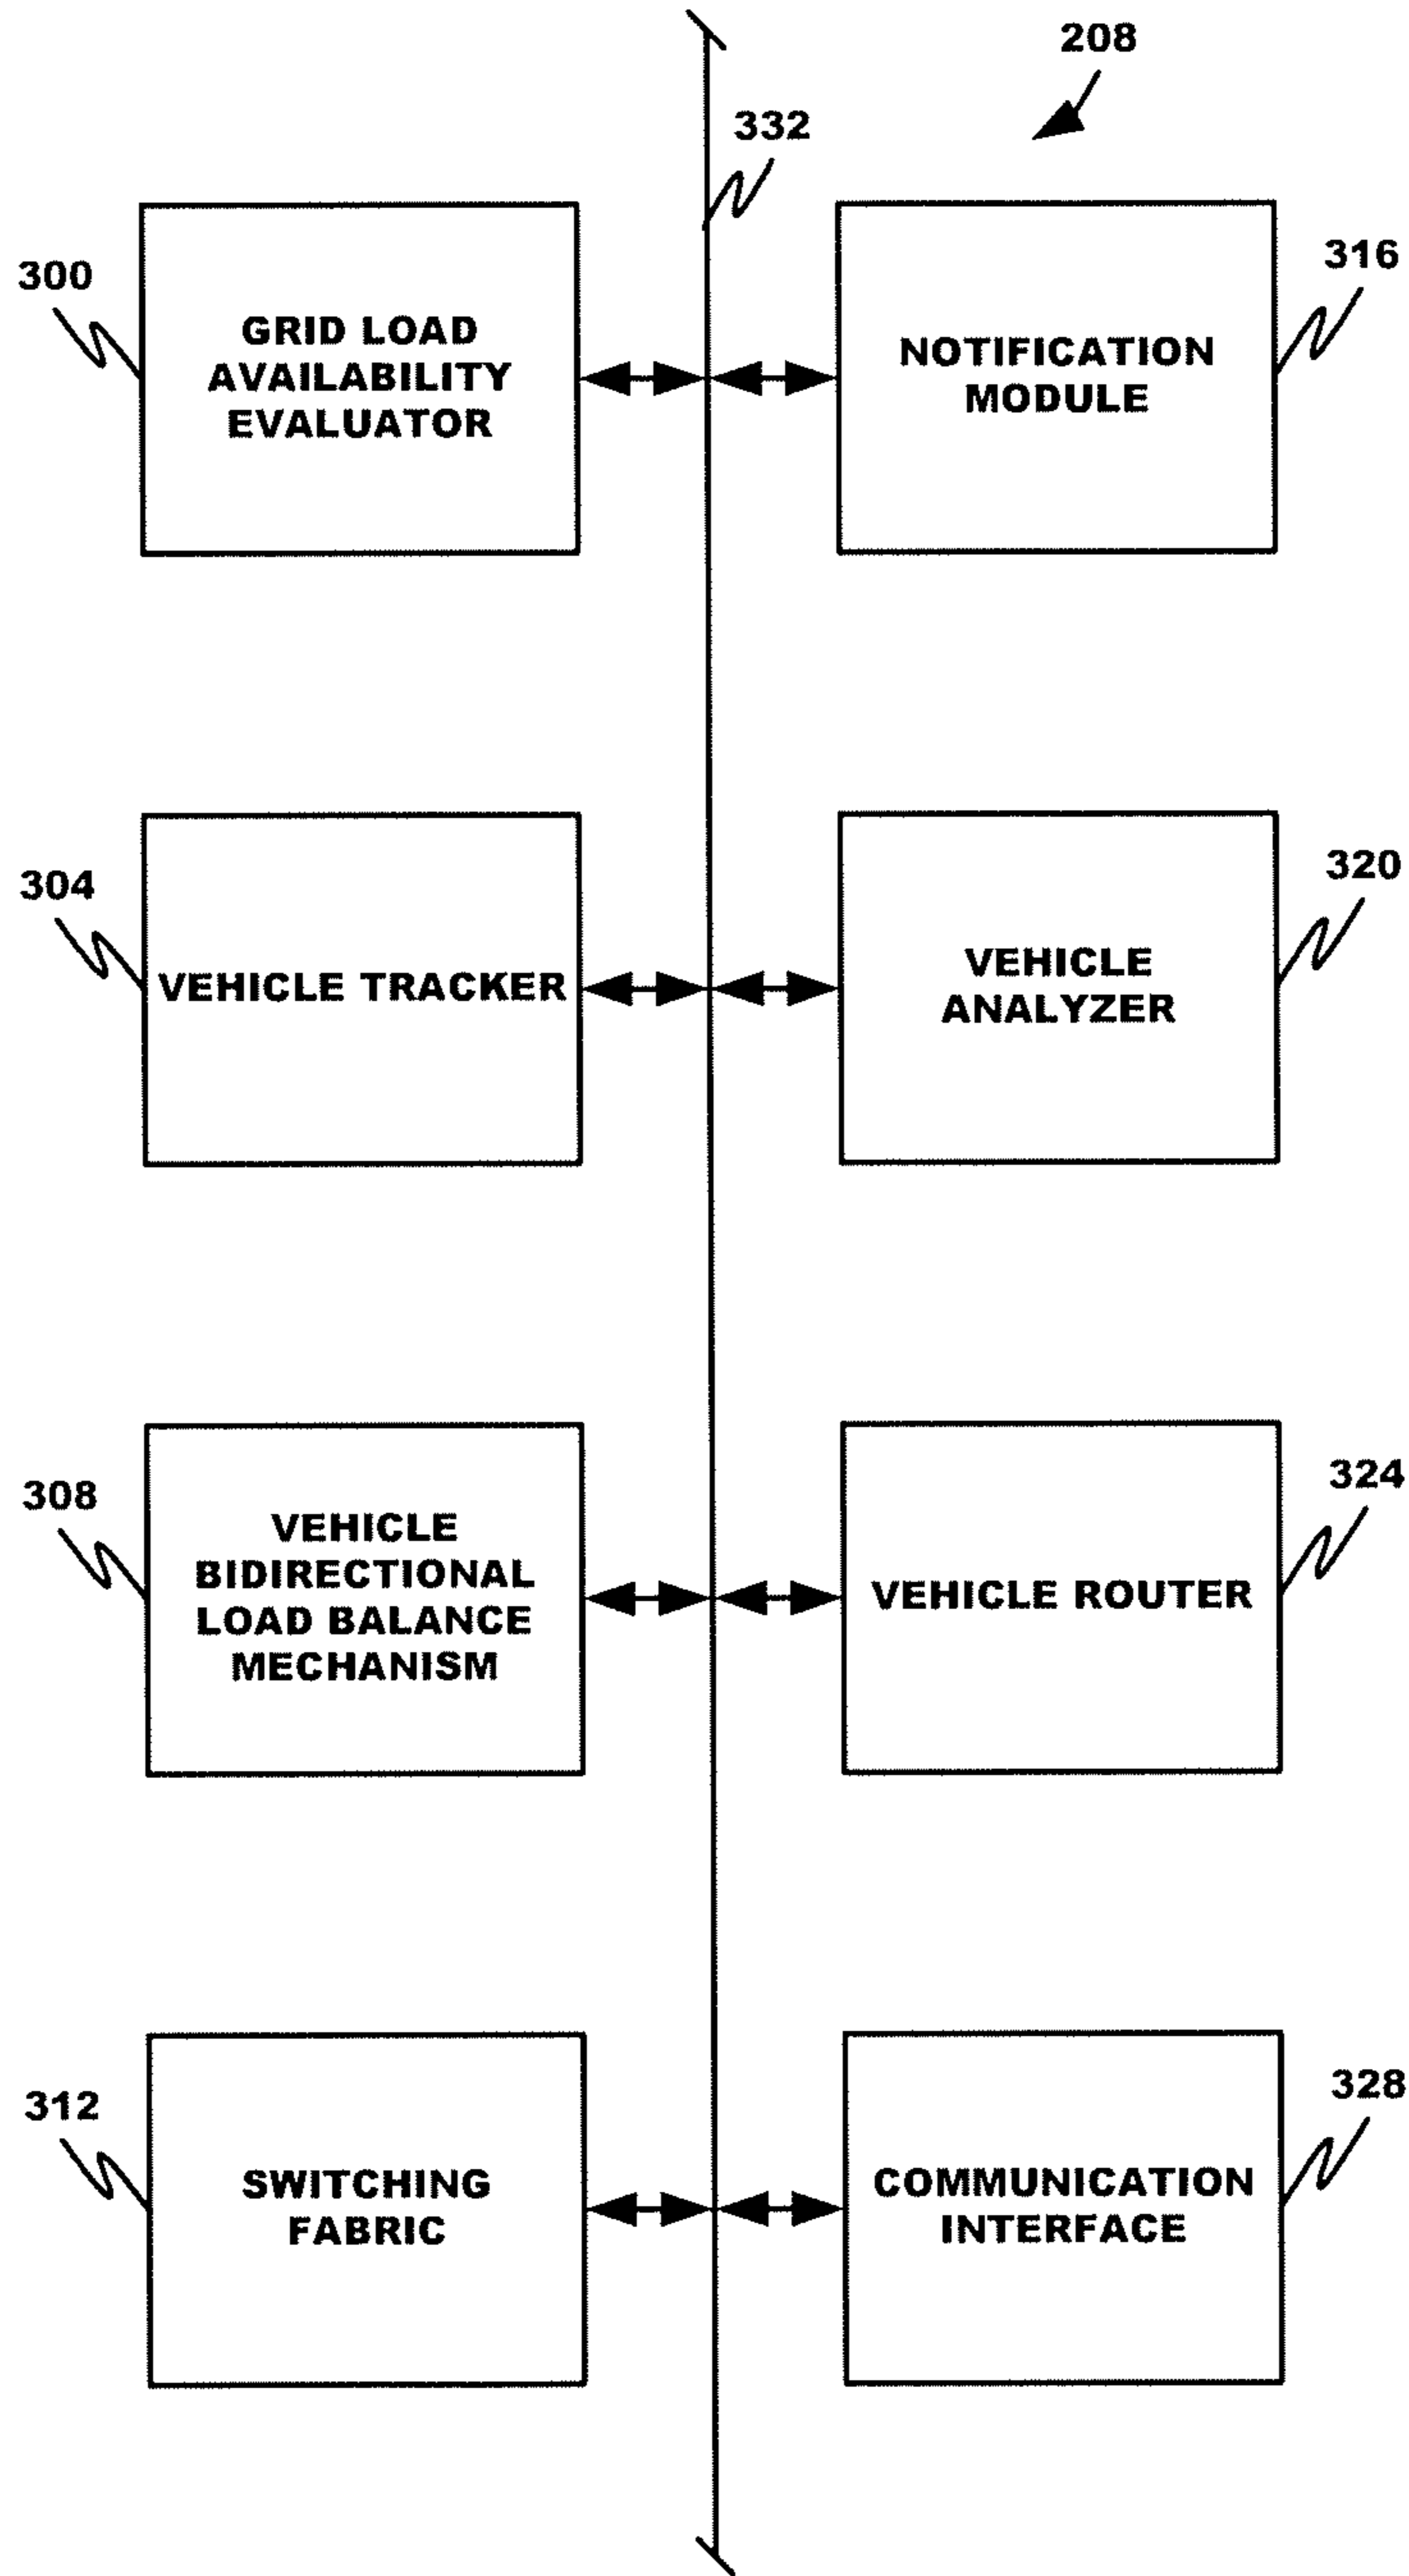 208
332
300
GRID LOAD
AVAILABILITY
EVALUATOR
316
NOTIFICATION
MODULE
304
VEHICLE TRACKER
320
VEHICLE
ANALYZER
308
VEHICLE
BIDIRECTIONAL
LOAD BALANCE
MECHANISM
324
VEHICLE ROUTER
312
SWITCHING
FABRIC
328
COMMUNICATION
INTERFACE